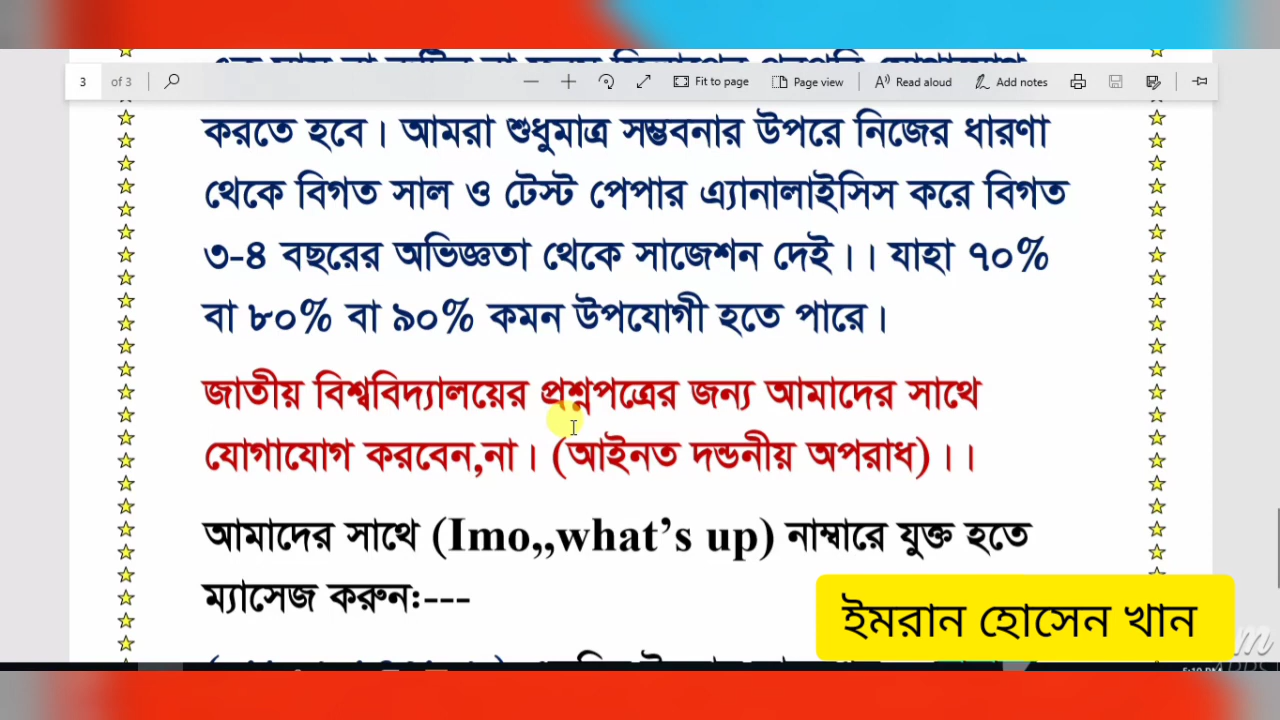 3 of 3 Fit to page Page view Read aloud Add notes
করতে হবে। আমরা শুধুমাত্র সম্ভবনার উপরে নিজের ধারণা
থেকে বিগত সাল ও টেস্ট পেপার এ্যানালাইসিস করে বিগত
৩-৪ বছরের অভিজ্ঞতা থেকে সাজেশন দেই।। যাহা ৭০%
বা ৮০% বা ৯০% কমন উপযোগী হতে পারে।
জাতীয় বিশ্ববিদ্যালয়ের প্রশ্নপত্রের জন্য আমাদের সাথে
যোগাযোগ করবেন,না। (আইনত দন্ডনীয় অপরাধ)।।
আমাদের সাথে (Imo,,what’s up) নাম্বারে যুক্ত হতে
ম্যাসেজ করুন:---
ইমরান হোসেন খান